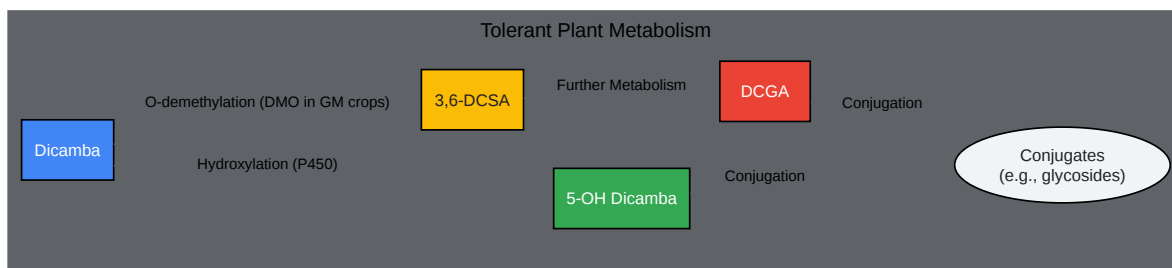 Tolerant Plant Metabolism
O-demethylation (DMO in GM crops)
3,6-DCSA
Further Metabolism
DCGA
Conjugation
Dicamba
Hydroxylation (P450)
5-OH Dicamba
Conjugation
Conjugates
(e.g., glycosides)